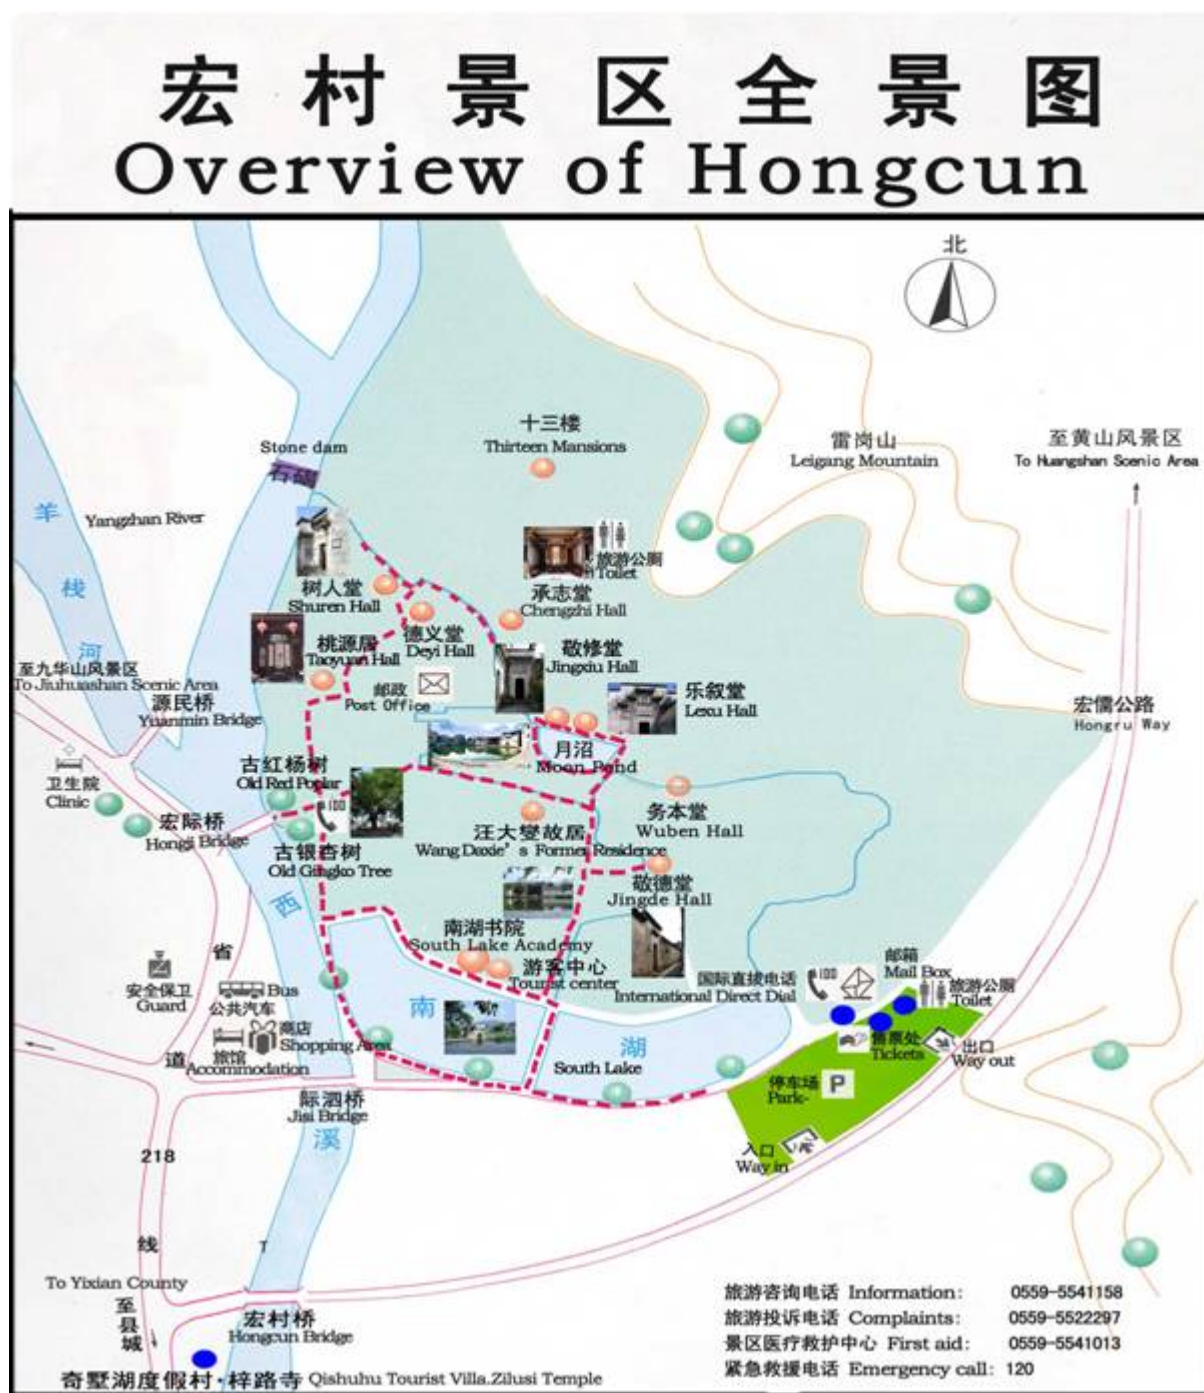 宏村景区全景图
Overview of Hongcun
北
十三楼
Thirteen Mansions
雷岗山
Leigang Mountain
至黄山风景区
To Huangshan Scenic Area
Stone dam
石碣
羊栈河
Yangzhan River
旅游公厕
Toilet
树人堂
Shuren Hall
承志堂
Chengzhi Hall
德义堂
Deyi Hall
桃源居
Taoyuan Hall
敬修堂
Jingxiu Hall
至九华山风景区
To Jiuhuashan Scenic Area
邮政
Post Office
乐叙堂
Lexu Hall
源民桥
Yuanmin Bridge
宏儒公路
Hongru Way
月沼
Moon Pond
古红杨树
Old Red Poplar
卫生院
Clinic
100
宏际桥
Hongji Bridge
务本堂
Wuben Hall
汪大燮故居
Wang Daxie's Former Residence
古银杏树
Old Gingko Tree
敬德堂
Jingde Hall
西溪
南湖书院
South Lake Academy
游客中心
Tourist center
省道
安全保卫
Guard
Bus
公共汽车
国际直拨电话
International Direct Dial
100
邮箱
Mail Box
旅游公厕
Toilet
商店
Shopping Area
旅馆
Accommodation
南湖
South Lake
售票处
Tickets
出口
Way out
停车场
Park-
P
际泗桥
Jisi Bridge
入口
Way in
218
线
T
To Yixian County
至县城
宏村桥
Hongcun Bridge
奇墅湖度假村·梓路寺 Qishuhu Tourist Villa.Zilusi Temple
旅游咨询电话 Information: 0559-5541158
旅游投诉电话 Complaints: 0559-5522297
景区医疗救护中心 First aid: 0559-5541013
紧急救援电话 Emergency call: 120